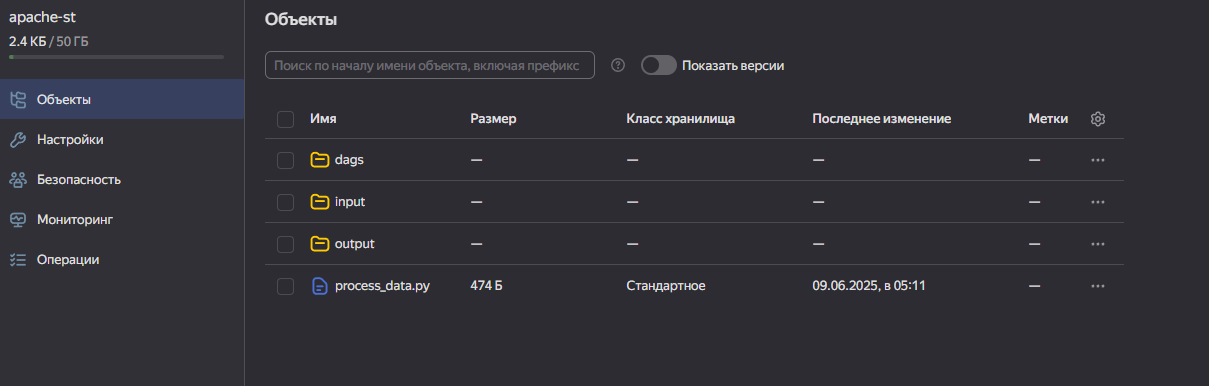 apache-st
2.4 КБ / 50 ГБ
Объекты
Настройки
Безопасность
Мониторинг
Операции
Объекты
Поиск по началу имени объекта, включая префикс
Показать версии
Имя Размер Класс хранилища Последнее изменение Метки
dags — — — —
input — — — —
output — — — —
process_data.py 474 Б Стандартное 09.06.2025, в 05:11 —